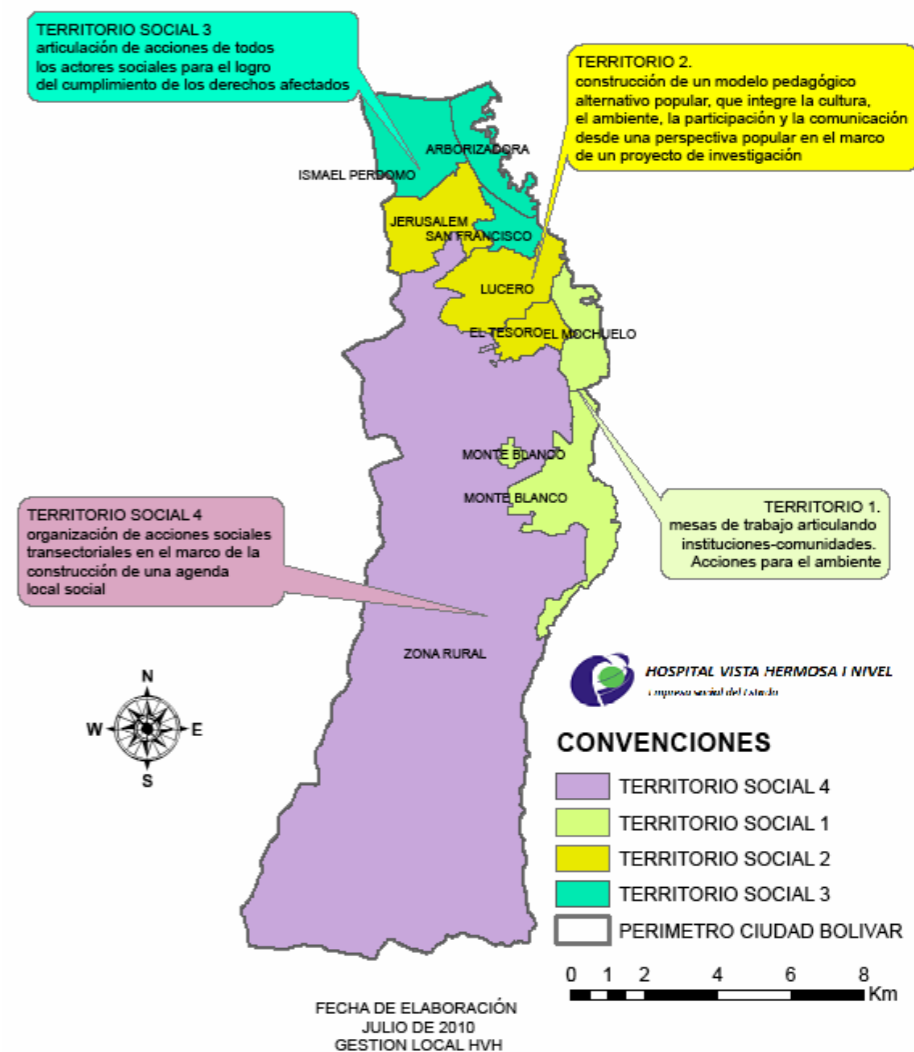 TERRITORIO SOCIAL 3
articulación de acciones de todos
los actores sociales para el logro
del cumplimiento de los derechos afectados
TERRITORIO 2.
construcción de un modelo pedagógico
alternativo popular, que integre la cultura,
el ambiente, la participación y la comunicación
desde una perspectiva popular en el marco
de un proyecto de investigación
ARBORIZADORA
ISMAEL PERDOMO
JERUSALEM
SAN FRANCISCO
LUCERO
EL TESORO
EL MOCHUELO
MONTE BLANCO
MONTE BLANCO
TERRITORIO 1.
mesas de trabajo articulando
instituciones-comunidades.
Acciones para el ambiente
TERRITORIO SOCIAL 4
organización de acciones sociales
transectoriales en el marco de la
construcción de una agenda
local social
ZONA RURAL
N
W
E
S
HOSPITAL VISTA HERMOSA I NIVEL
Empresa social del Estado
CONVENCIONES
TERRITORIO SOCIAL 4
TERRITORIO SOCIAL 1
TERRITORIO SOCIAL 2
TERRITORIO SOCIAL 3
PERIMETRO CIUDAD BOLIVAR
0 1 2 4 6 8
Km
FECHA DE ELABORACIÓN
JULIO DE 2010
GESTION LOCAL HVH